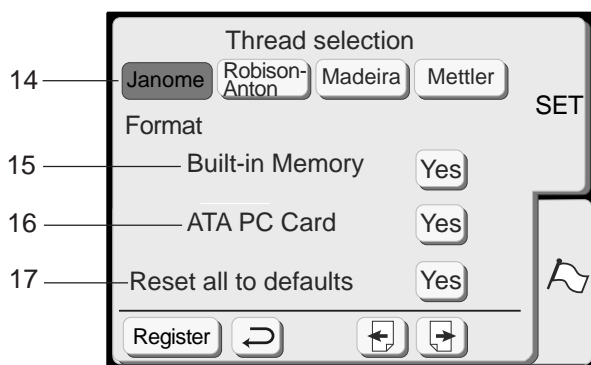 Thread selection
14 Janome Robison-Anton Madeira Mettler
SET
Format
15 Built-in Memory Yes
16 ATA PC Card Yes
17 Reset all to defaults Yes
Register